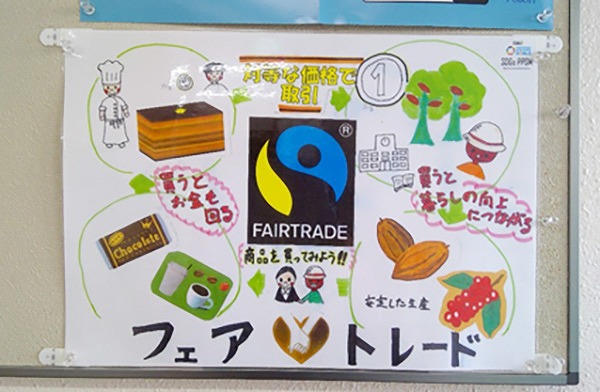 対等な価格で
取引
1
SDGs PPDM
買うと
お金も
回る
®
FAIRTRADE
買うと
暮らしの向上
につながる
Chocolate
商品を買ってみよう!!
安定した生産
フェア トレード